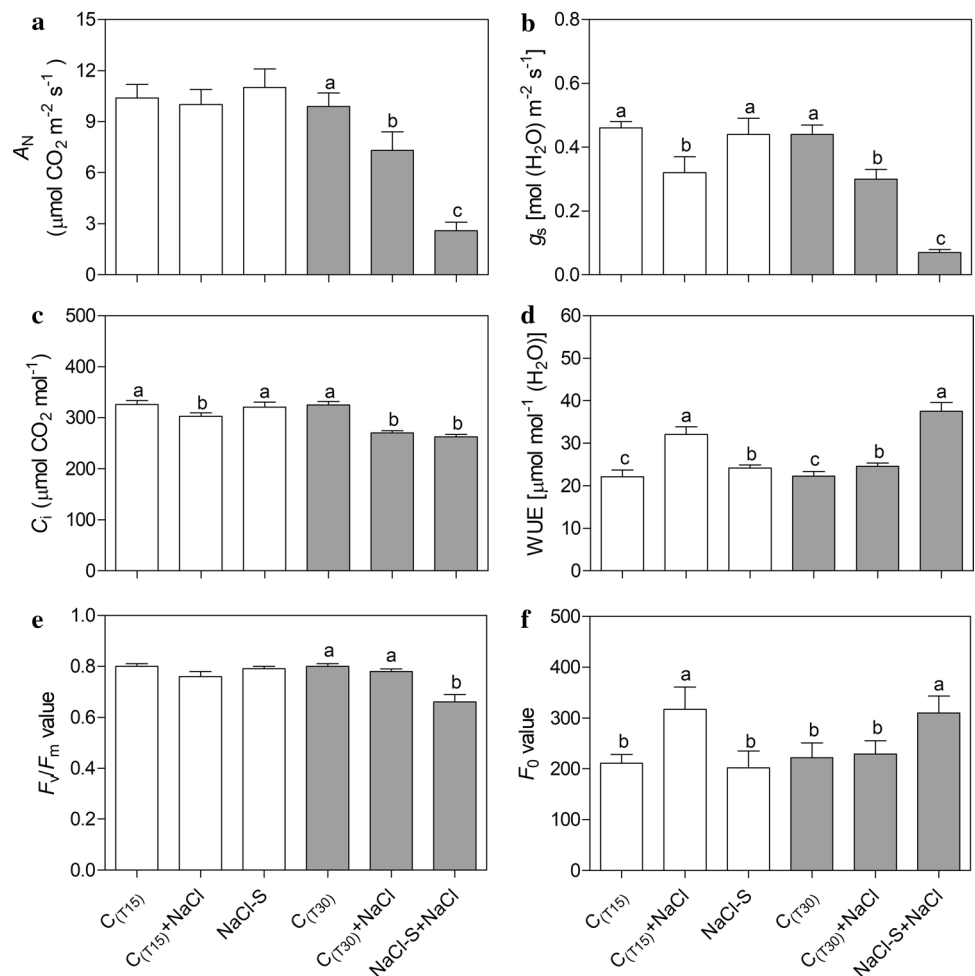 a
A_N
(μmol CO₂ m⁻² s⁻¹)
15
12
9
6
3
0
a
b
c
b
g_s [mol (H₂O) m⁻² s⁻¹]
0.8
0.6
0.4
0.2
0.0
a
b
a
a
b
c
c
C_i (μmol CO₂ mol⁻¹)
500
400
300
200
100
0
a
b
a
a
b
b
d
WUE [μmol mol⁻¹ (H₂O)]
60
50
40
30
20
10
0
c
a
b
c
b
a
e
F_v/F_m value
1.0
0.8
0.6
0.4
0.2
0.0
a
a
b
C(T15)
C(T15)+NaCl
NaCl-S
C(T30)
C(T30)+NaCl
NaCl-S+NaCl
f
F₀ value
500
400
300
200
100
0
b
a
b
b
b
a
C(T15)
C(T15)+NaCl
NaCl-S
C(T30)
C(T30)+NaCl
NaCl-S+NaCl